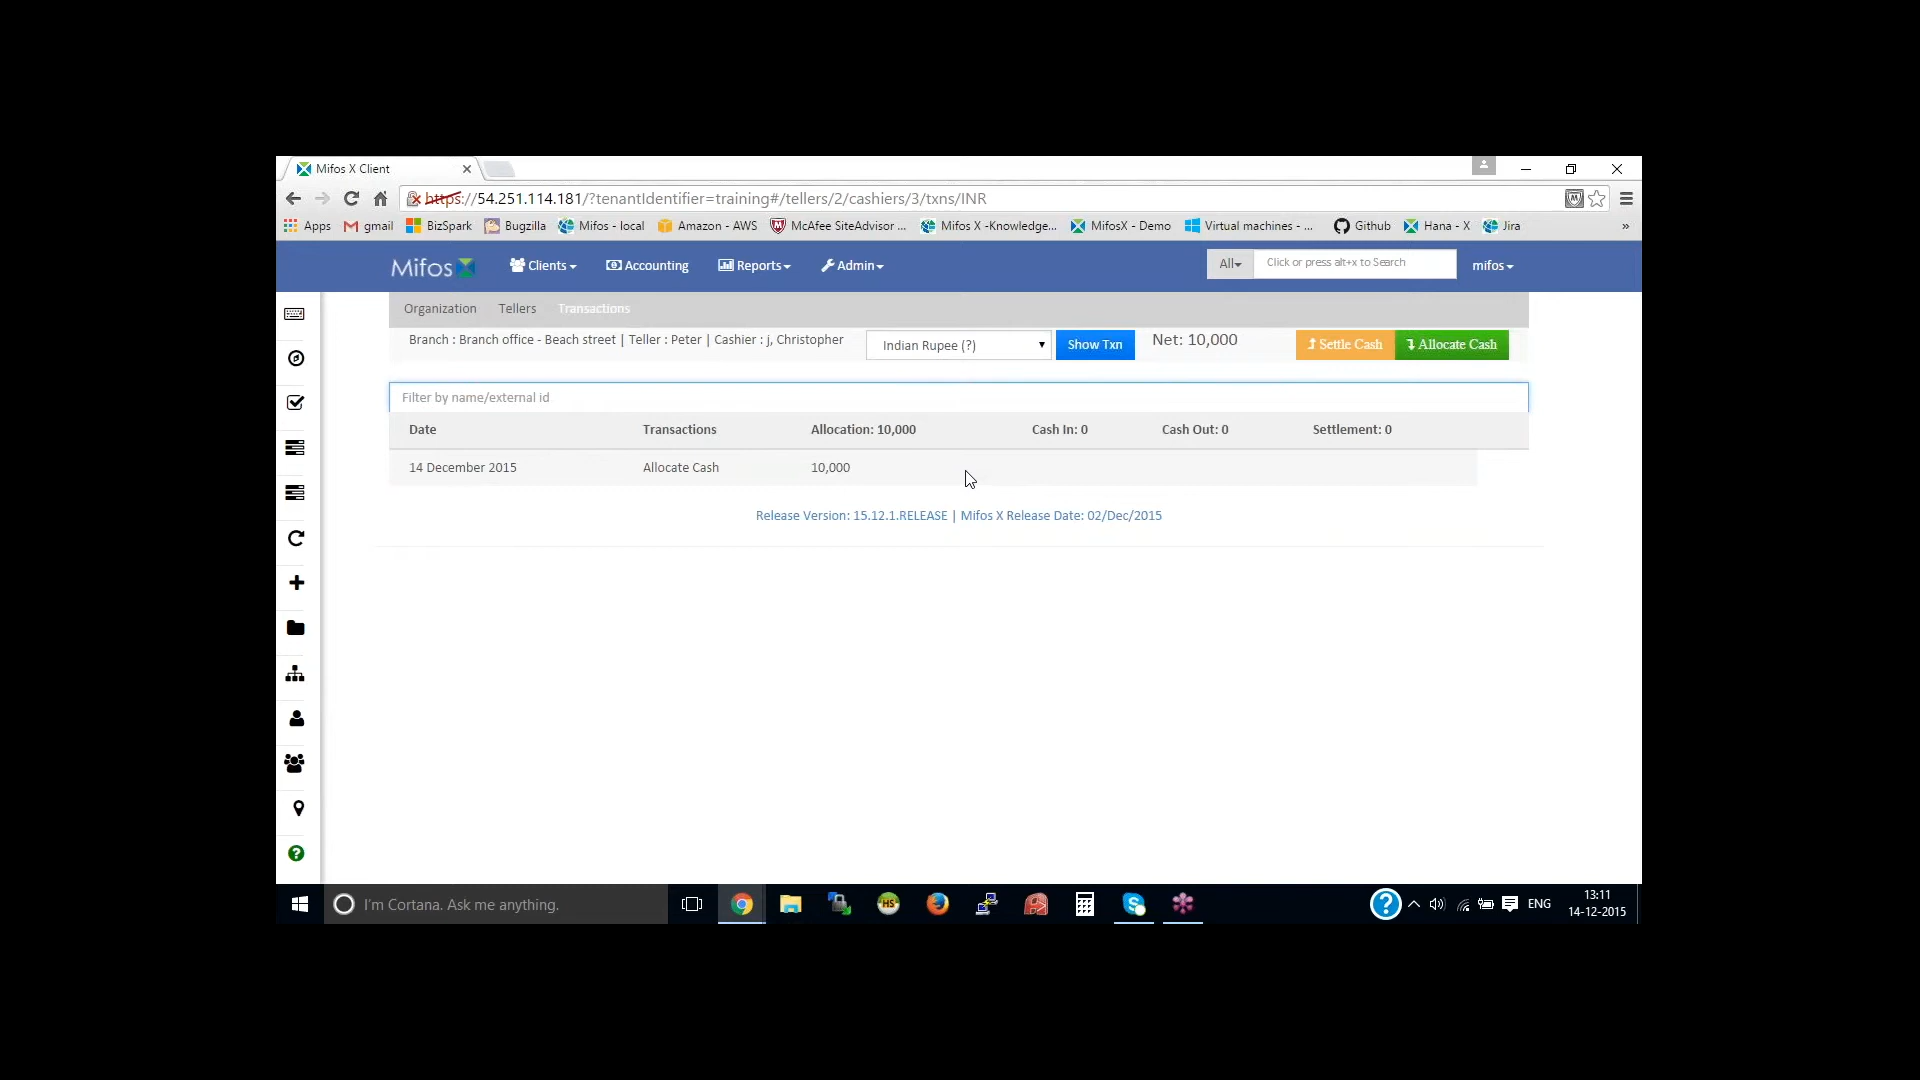 Mifos X Client
https://54.251.114.181/?tenantIdentifier=training#/tellers/2/cashiers/3/txns/INR
Apps gmail BizSpark Bugzilla Mifos - local Amazon - AWS McAfee SiteAdvisor ... Mifos X -Knowledge... MifosX - Demo Virtual machines - ... Github Hana - X Jira »
Mifos Clients Accounting Reports Admin All Click or press alt+x to Search mifos
Organization Tellers Transactions
Branch : Branch office - Beach street | Teller : Peter | Cashier : j, Christopher Indian Rupee (?) Show Txn Net: 10,000 Settle Cash Allocate Cash
Filter by name/external id
Date Transactions Allocation: 10,000 Cash In: 0 Cash Out: 0 Settlement: 0
14 December 2015 Allocate Cash 10,000
Release Version: 15.12.1.RELEASE | Mifos X Release Date: 02/Dec/2015
I'm Cortana. Ask me anything. HS ENG 13:11
14-12-2015